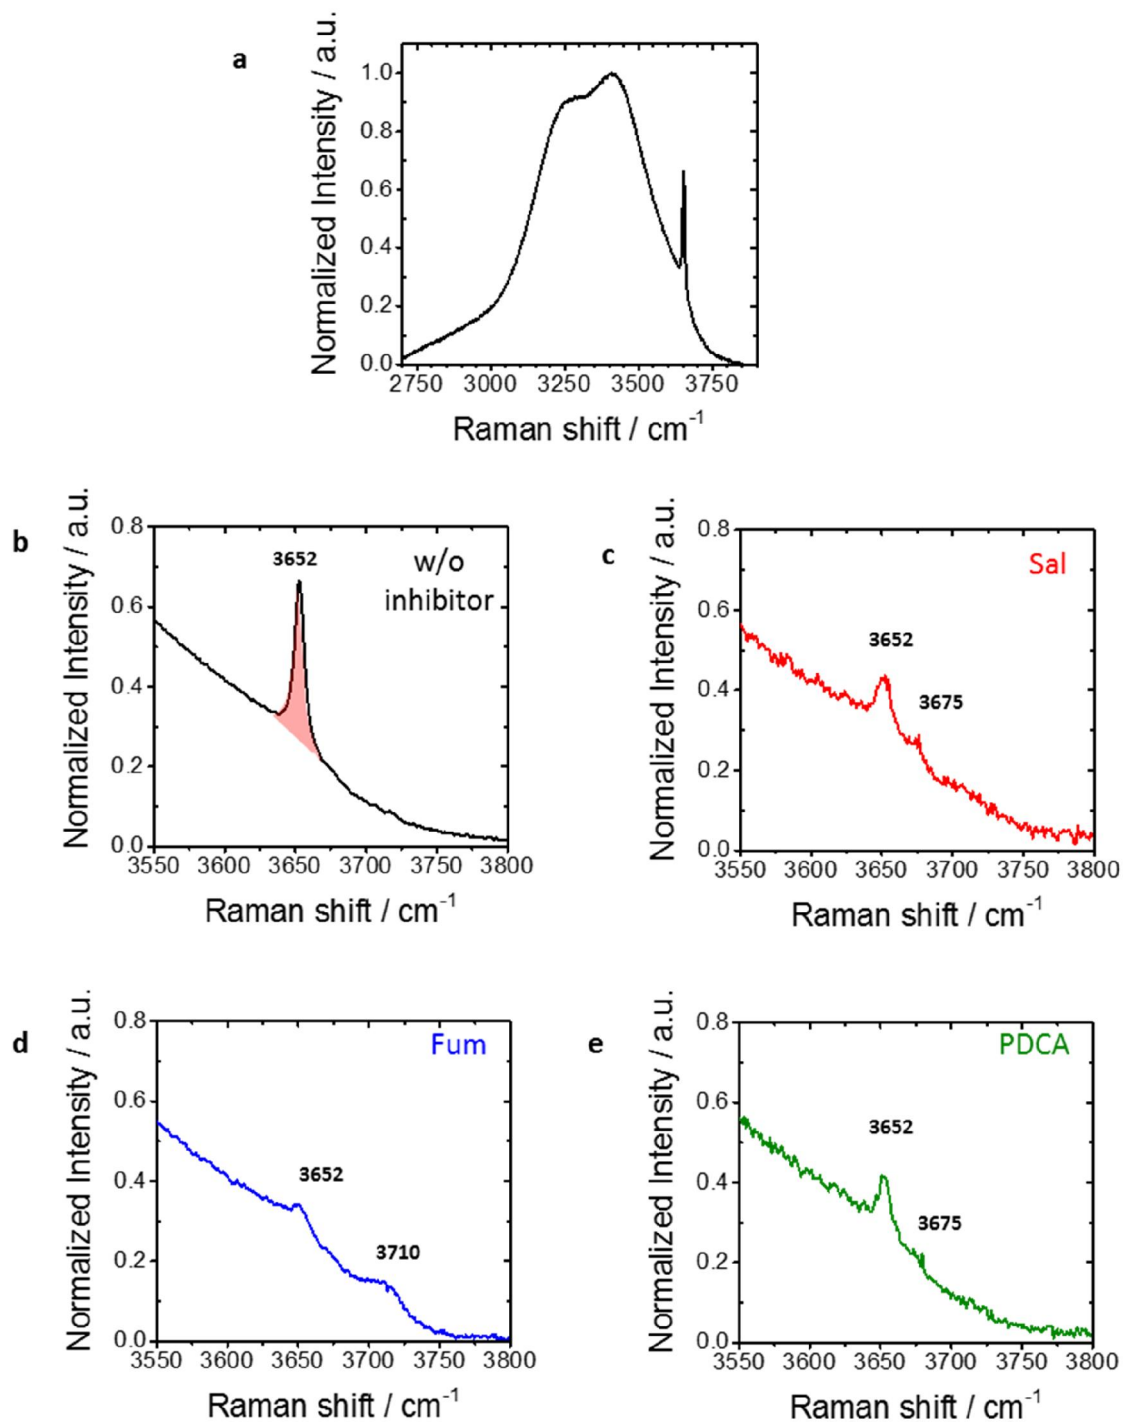 a
Normalized Intensity / a.u.
1.0
0.8
0.6
0.4
0.2
0.0
2750 3000 3250 3500 3750
Raman shift / cm-1
b
Normalized Intensity / a.u.
0.8
0.6
0.4
0.2
0.0
3652
w/o
inhibitor
3550 3600 3650 3700 3750 3800
Raman shift / cm-1
c
Normalized Intensity / a.u.
0.8
0.6
0.4
0.2
0.0
Sal
3652
3675
3550 3600 3650 3700 3750 3800
Raman shift / cm-1
d
Normalized Intensity / a.u.
0.8
0.6
0.4
0.2
0.0
Fum
3652
3710
3550 3600 3650 3700 3750 3800
Raman shift / cm-1
e
Normalized Intensity / a.u.
0.8
0.6
0.4
0.2
0.0
PDCA
3652
3675
3550 3600 3650 3700 3750 3800
Raman shift / cm-1